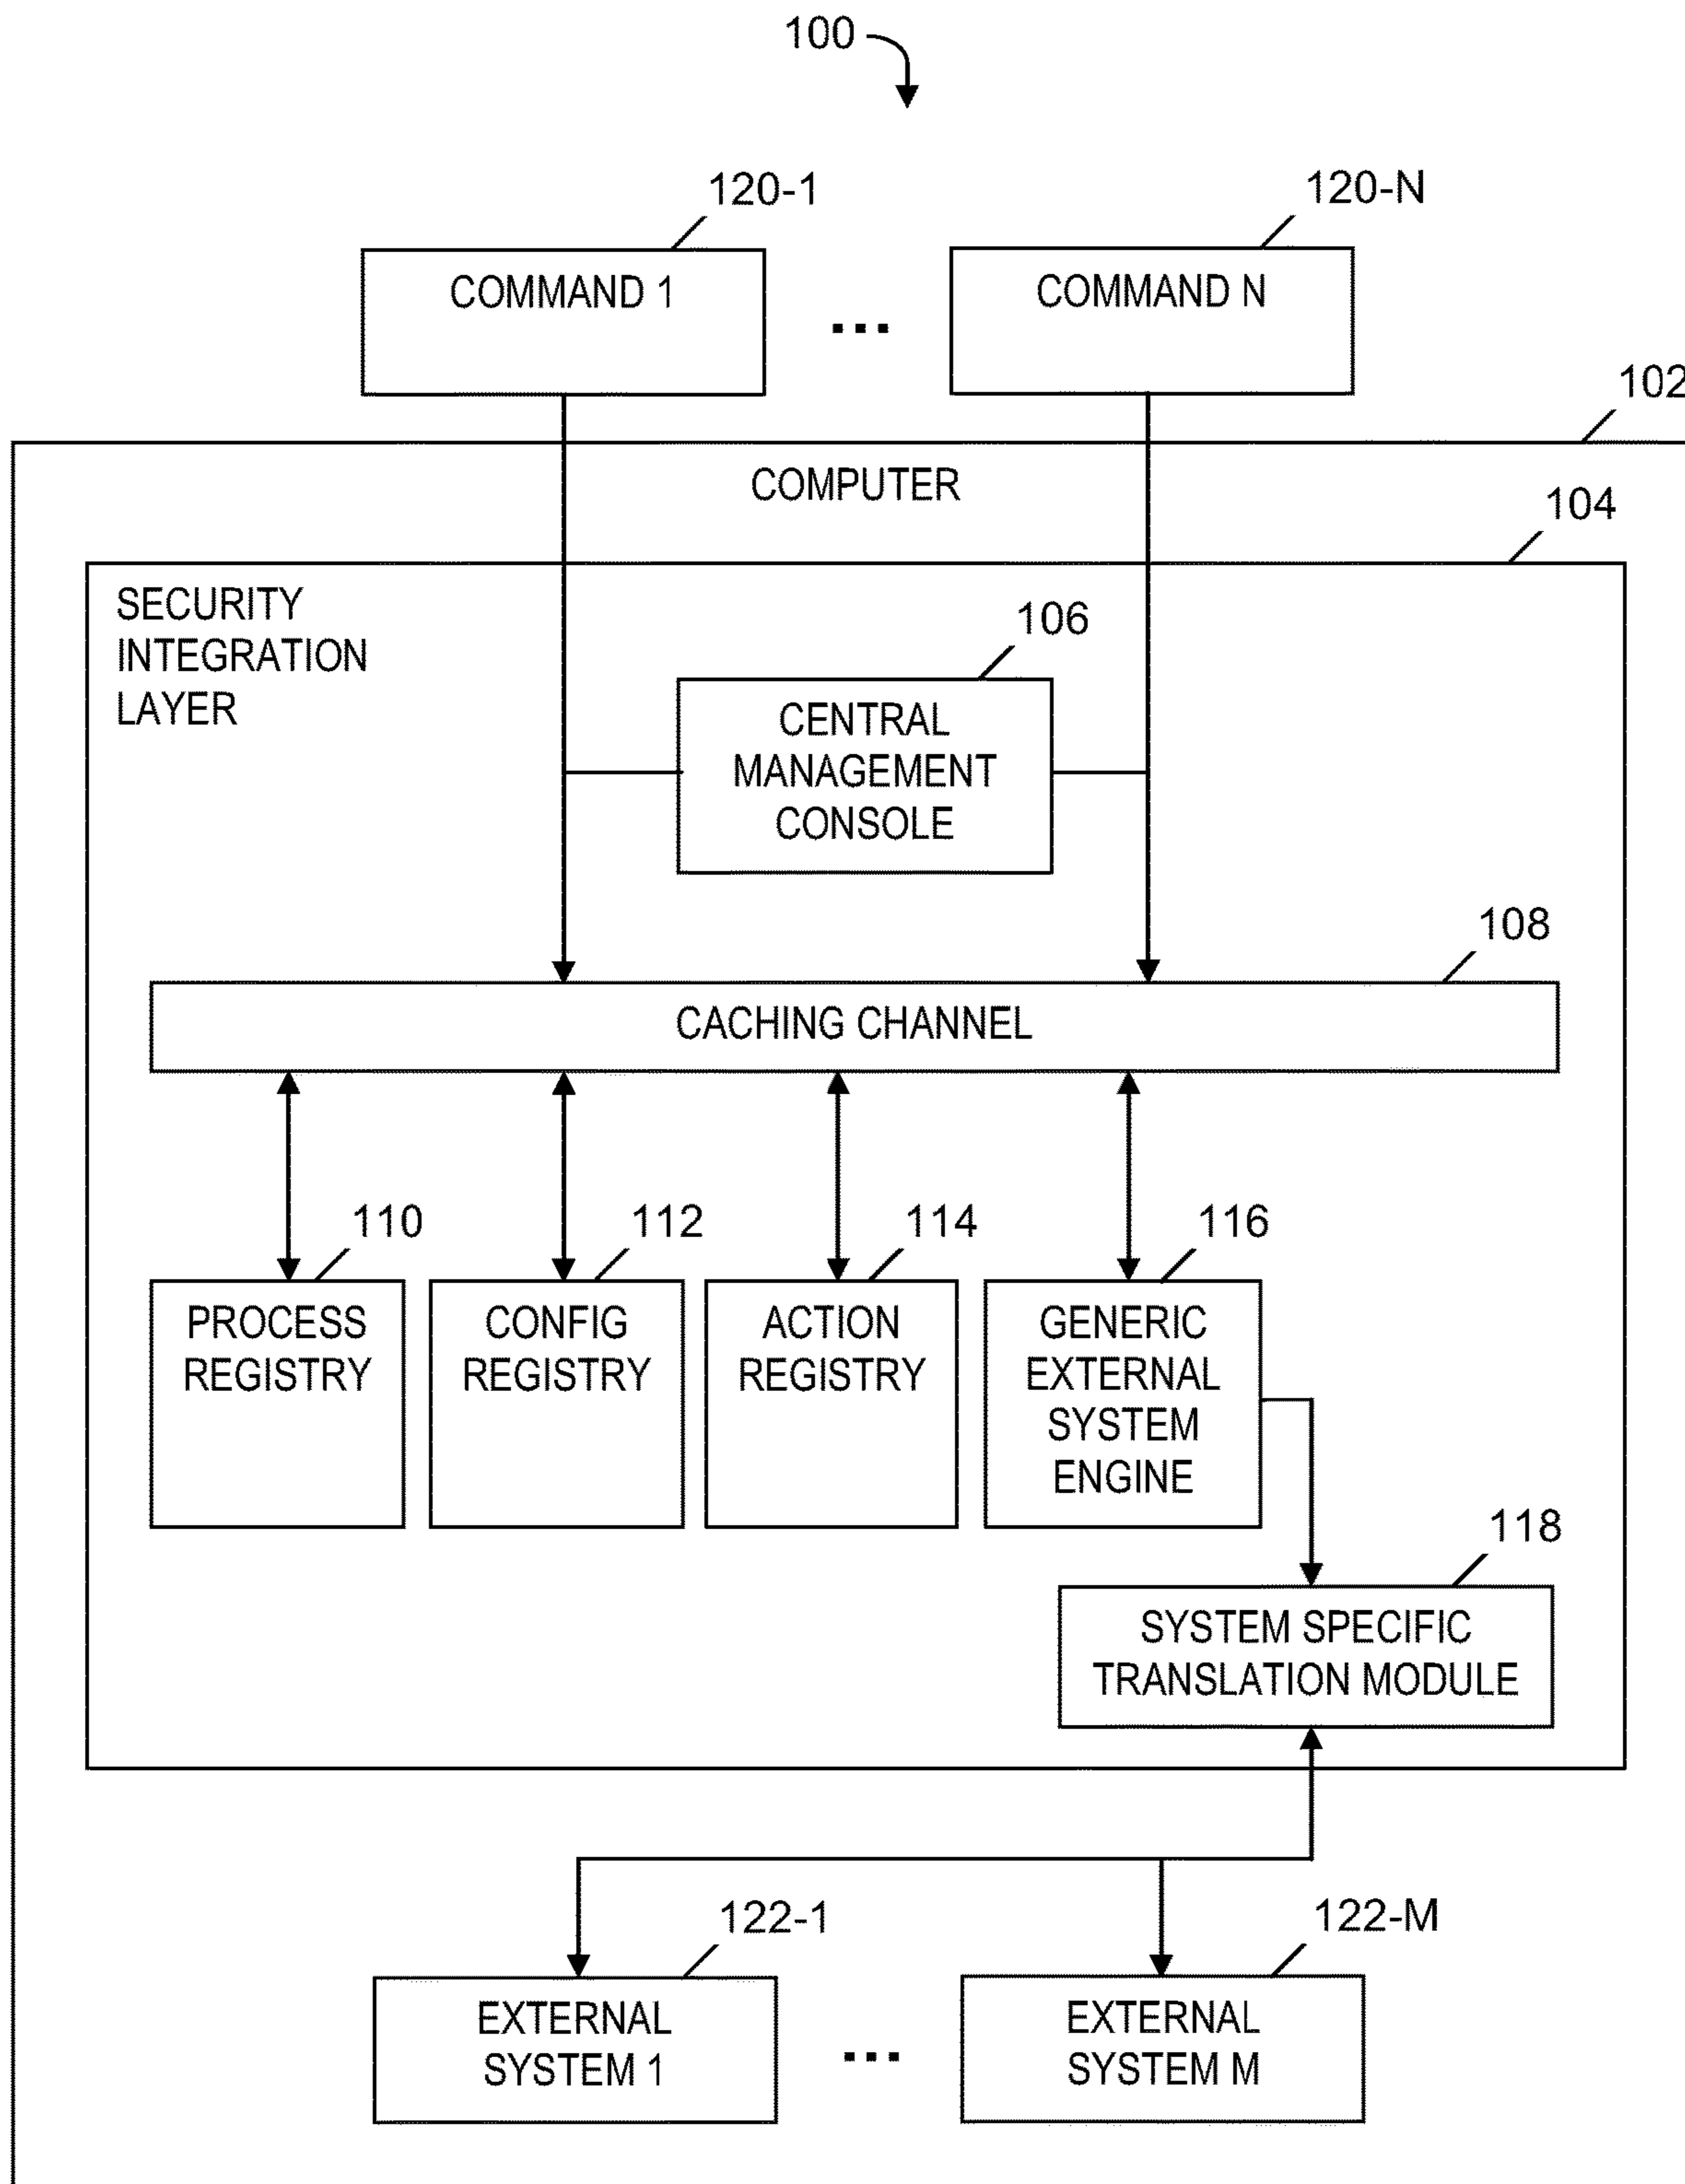 100
120-1
120-N
COMMAND 1
...
COMMAND N
102
COMPUTER
104
SECURITY
INTEGRATION
LAYER
106
CENTRAL
MANAGEMENT
CONSOLE
108
CACHING CHANNEL
110
112
114
116
PROCESS
REGISTRY
CONFIG
REGISTRY
ACTION
REGISTRY
GENERIC
EXTERNAL
SYSTEM
ENGINE
118
SYSTEM SPECIFIC
TRANSLATION MODULE
122-1
122-M
EXTERNAL
SYSTEM 1
...
EXTERNAL
SYSTEM M